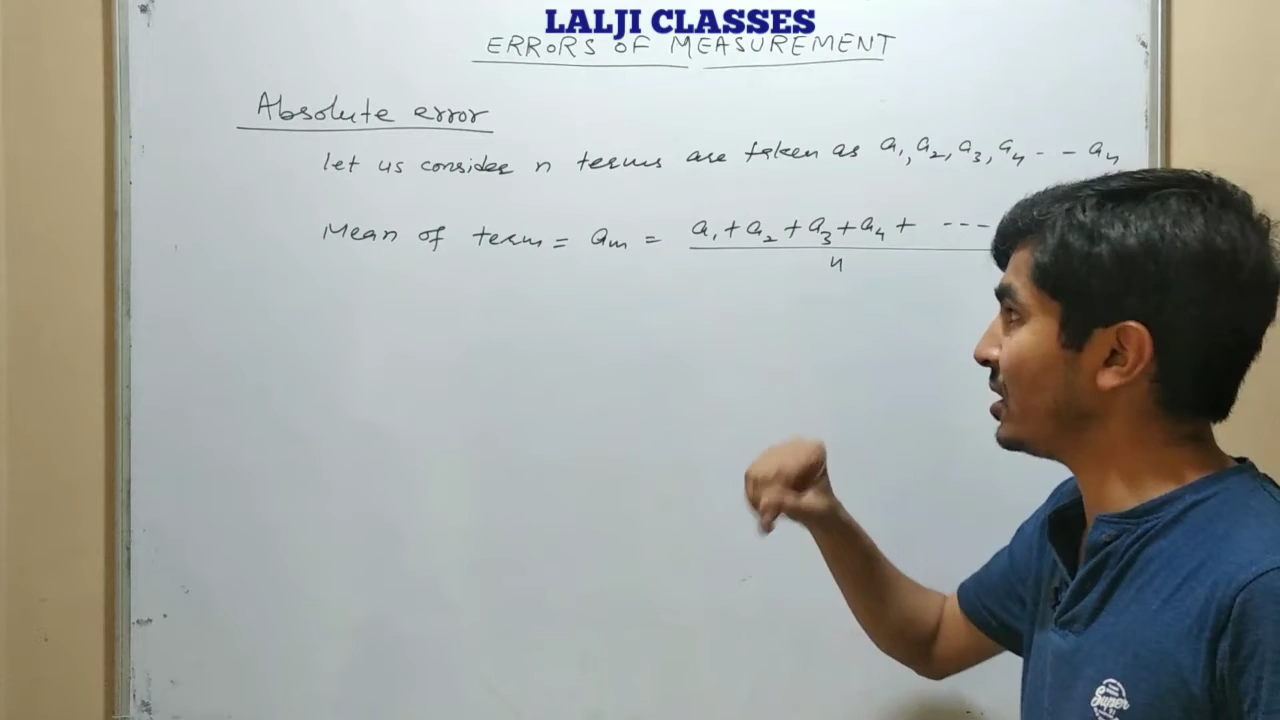 LALJI CLASSES
ERRORS OF MEASUREMENT
Absolute error
let us consider n terms are taken as a₁, a₂, a₃, a₄ - - aₙ
Mean of term = aₘ = a₁ + a₂ + a₃ + a₄ + ---
n
Super